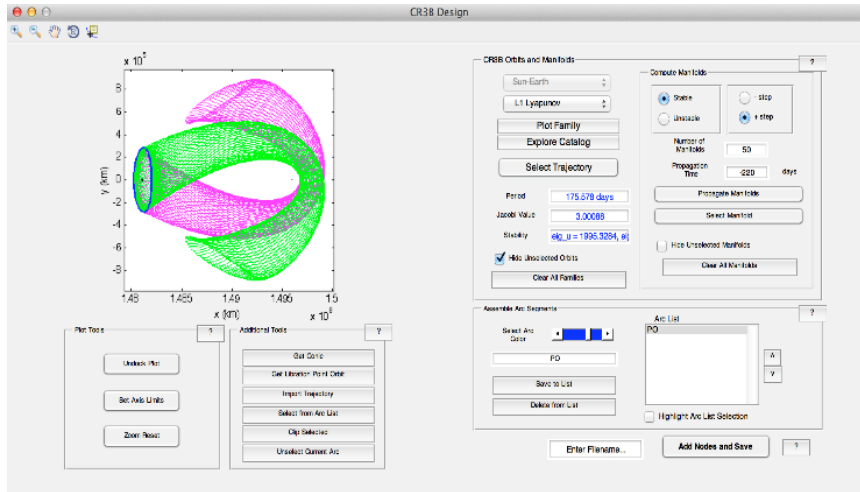 CR3B Design
x 10^5
8
6
4
2
0
-2
-4
-6
-8
y (km)
1.48
1.485
1.49
1.495
1.5
x (km)
x 10^8
CR3B Orbits and Manifolds
?
Sun-Earth
L1 Lyapunov
Plot Family
Explore Catalog
Select Trajectory
Period
175.578 days
Jacobi Value
3.00088
Stability
eig_u = 1995.3284, eig
Hide Unselected Orbits
Clear All Families
Compute Manifolds
Stable
Unstable
- step
+ step
Number of
Manifolds
50
Propagation
Time
-220
days
Propagate Manifolds
Select Manifold
Hide Unselected Manifolds
Clear All Manifolds
Plot Tools
?
Undock Plot
Set Axis Limits
Zoom Reset
Additional Tools
?
Get Conic
Get Libration Point Orbit
Import Trajectory
Select from Arc List
Clip Selected
Unselect Current Arc
Assemble Arc Segments
?
Select Arc
Color
PO
Save to List
Delete from List
Arc List
PO
^
v
Highlight Arc List Selection
Enter Filename...
Add Nodes and Save
?